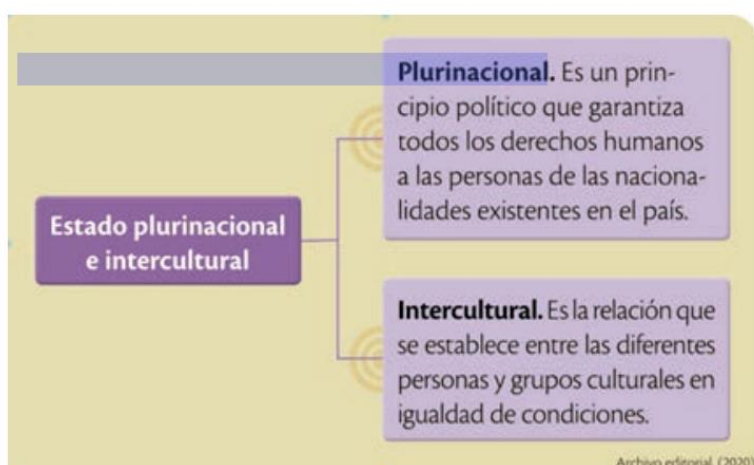 Plurinacional. Es un prin-
cipio político que garantiza
todos los derechos humanos
a las personas de las naciona-
lidades existentes en el país.
Estado plurinacional
e intercultural
Intercultural. Es la relación que
se establece entre las diferentes
personas y grupos culturales en
igualdad de condiciones.
Archivo editorial, (2020)